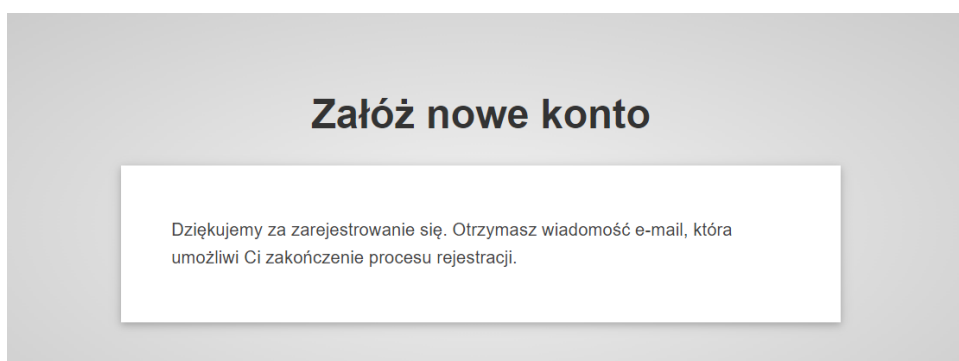 Załóż nowe konto
Dziękujemy za zarejestrowanie się. Otrzymasz wiadomość e-mail, która
umożliwi Ci zakończenie procesu rejestracji.